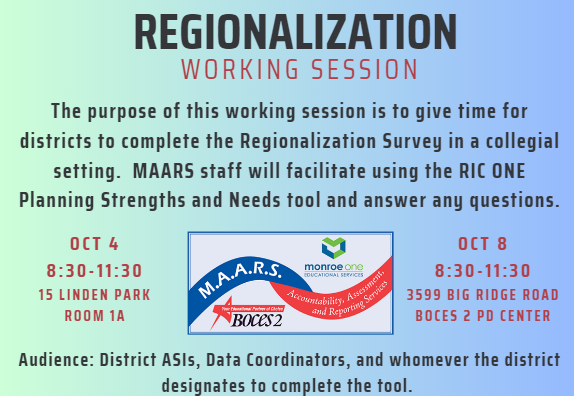 REGIONALIZATION
WORKING SESSION
The purpose of this working session is to give time for
districts to complete the Regionalization Survey in a collegial
setting. MAARS staff will facilitate using the RIC ONE
Planning Strengths and Needs tool and answer any questions.
OCT 4
8:30-11:30
15 LINDEN PARK
ROOM 1A
M.A.A.R.S.
monroe one
EDUCATIONAL SERVICES
Accountability, Assessment,
and Reporting Services
Your Educational Partner of Choice
BOCES 2
OCT 8
8:30-11:30
3599 BIG RIDGE ROAD
BOCES 2 PD CENTER
Audience: District ASIs, Data Coordinators, and whomever the district
designates to complete the tool.